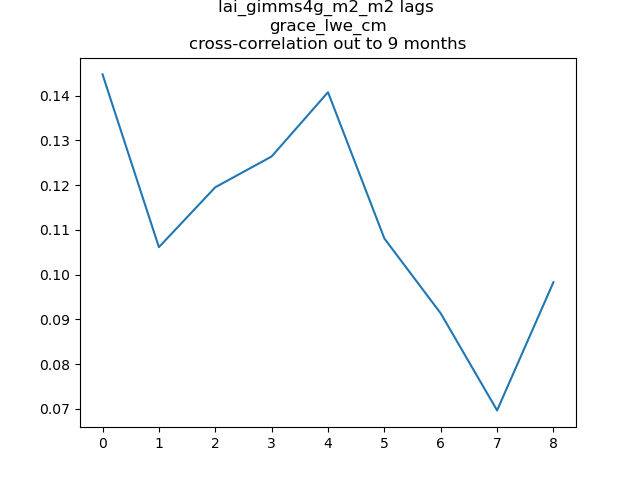 lai_gimms4g_m2_m2 lags
grace_lwe_cm
cross-correlation out to 9 months
0.14
0.13
0.12
0.11
0.10
0.09
0.08
0.07
0 1 2 3 4 5 6 7 8